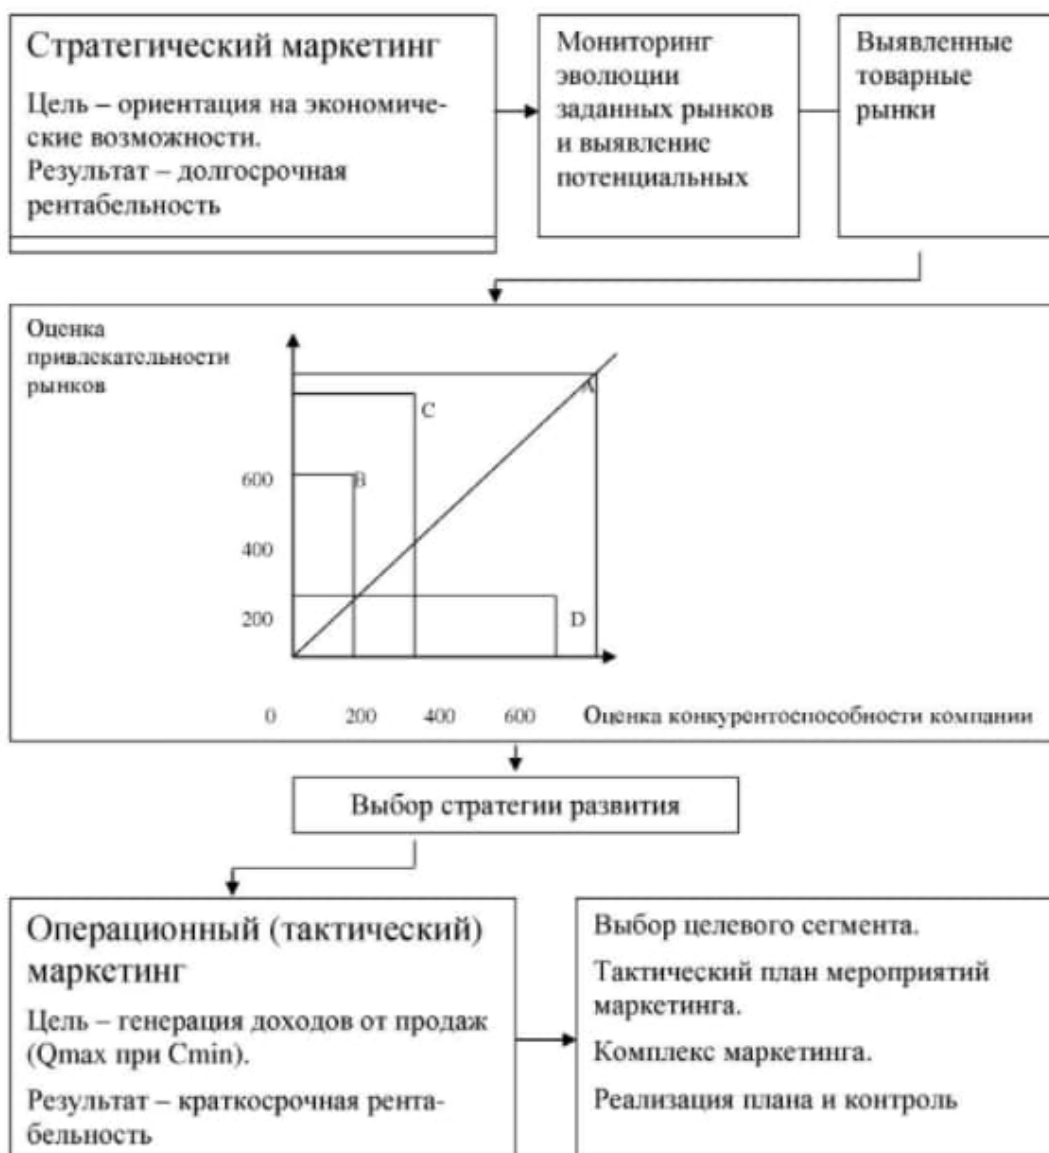 Стратегический маркетинг
Цель – ориентация на экономиче-
ские возможности.
Результат – долгосрочная
рентабельность
Мониторинг
эволюции
заданных рынков
и выявление
потенциальных
Выявленные
товарные
рынки
Оценка
привлекательности
рынков
A
C
600
B
400
200
D
0 200 400 600 Оценка конкурентоспособности компании
Выбор стратегии развития
Операционный (тактический)
маркетинг
Цель – генерация доходов от продаж
(Qmax при Cmin).
Результат – краткосрочная рента-
бельность
Выбор целевого сегмента.
Тактический план мероприятий
маркетинга.
Комплекс маркетинга.
Реализация плана и контроль